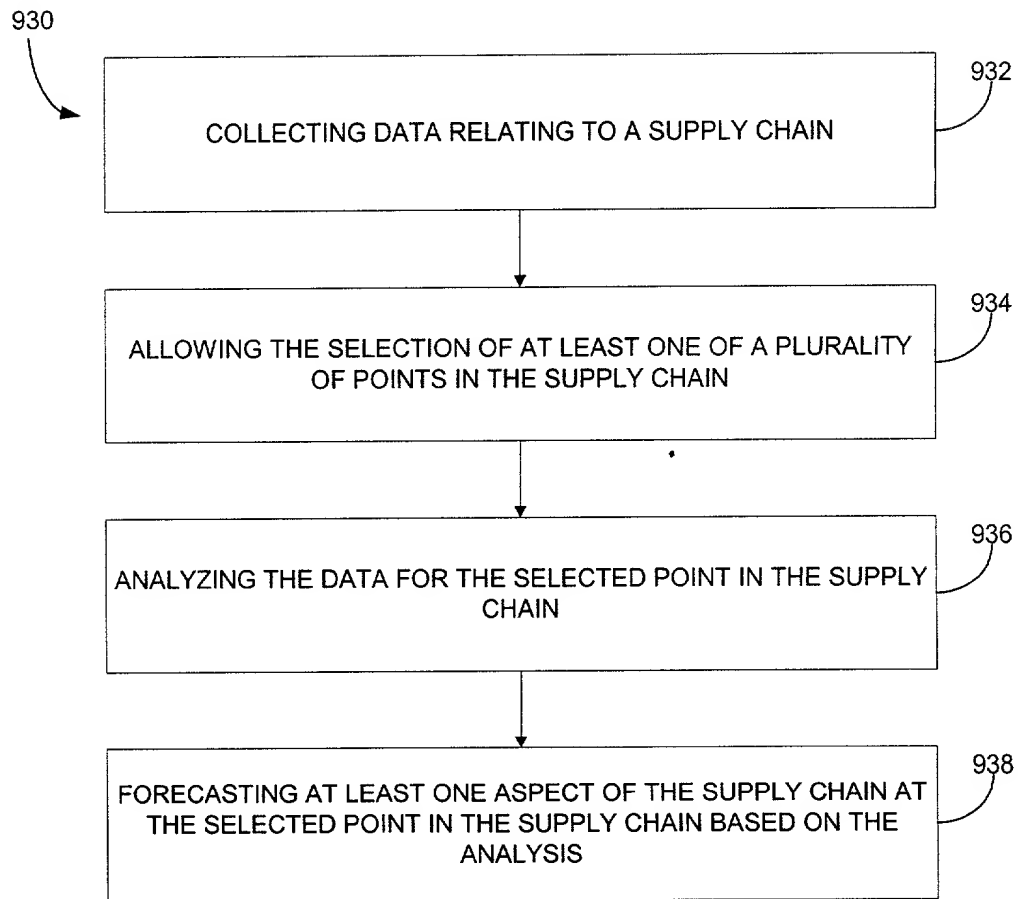 930
932
COLLECTING DATA RELATING TO A SUPPLY CHAIN
934
ALLOWING THE SELECTION OF AT LEAST ONE OF A PLURALITY
OF POINTS IN THE SUPPLY CHAIN
936
ANALYZING THE DATA FOR THE SELECTED POINT IN THE SUPPLY
CHAIN
938
FORECASTING AT LEAST ONE ASPECT OF THE SUPPLY CHAIN AT
THE SELECTED POINT IN THE SUPPLY CHAIN BASED ON THE
ANALYSIS